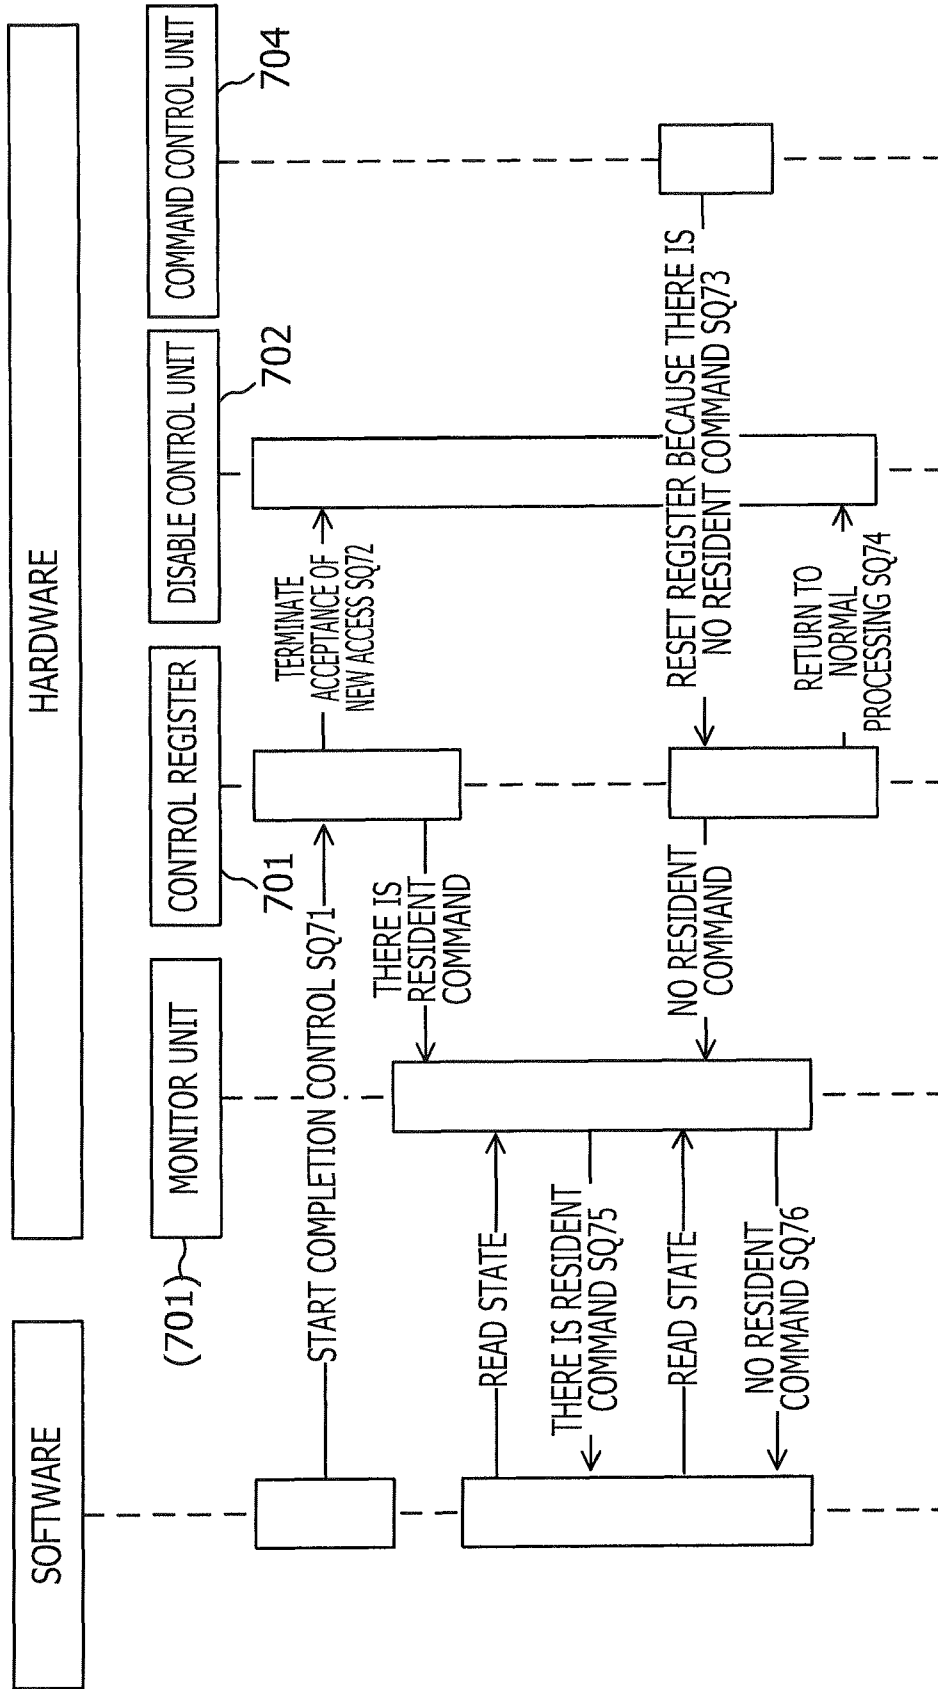 SOFTWARE
HARDWARE
(701)
MONITOR UNIT
CONTROL REGISTER
701
DISABLE CONTROL UNIT
702
COMMAND CONTROL UNIT
704
START COMPLETION CONTROL SQ71
TERMINATE
ACCEPTANCE OF
NEW ACCESS SQ72
THERE IS
RESIDENT
COMMAND
READ STATE
THERE IS RESIDENT
COMMAND SQ75
READ STATE
NO RESIDENT
COMMAND
RESET REGISTER BECAUSE THERE IS
NO RESIDENT COMMAND SQ73
NO RESIDENT
COMMAND SQ76
RETURN TO
NORMAL
PROCESSING SQ74